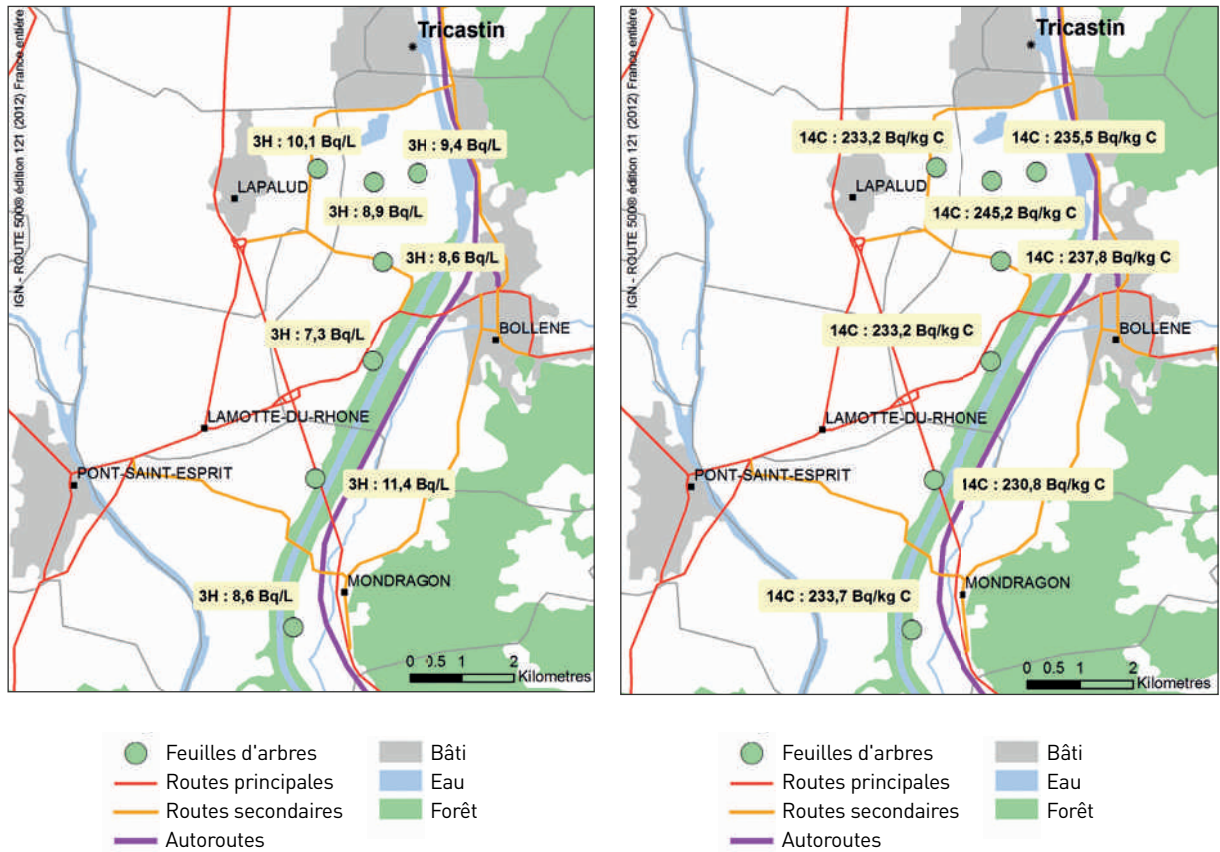 IGN - ROUTE 500® édition 121 (2012) France entière
Tricastin
3H : 10,1 Bq/L
3H : 9,4 Bq/L
LAPALUD
3H : 8,9 Bq/L
3H : 8,6 Bq/L
3H : 7,3 Bq/L
BOLLENE
LAMOTTE-DU-RHONE
PONT-SAINT-ESPRIT
3H : 11,4 Bq/L
MONDRAGON
3H : 8,6 Bq/L
0 0.5 1 2
Kilometres
Feuilles d'arbres
Routes principales
Routes secondaires
Autoroutes
Bâti
Eau
Forêt
IGN - ROUTE 500® édition 121 (2012) France entière
Tricastin
14C : 233,2 Bq/kg C
14C : 235,5 Bq/kg C
LAPALUD
14C : 245,2 Bq/kg C
14C : 237,8 Bq/kg C
14C : 233,2 Bq/kg C
BOLLENE
LAMOTTE-DU-RHONE
PONT-SAINT-ESPRIT
14C : 230,8 Bq/kg C
MONDRAGON
14C : 233,7 Bq/kg C
0 0.5 1 2
Kilometres
Feuilles d'arbres
Routes principales
Routes secondaires
Autoroutes
Bâti
Eau
Forêt